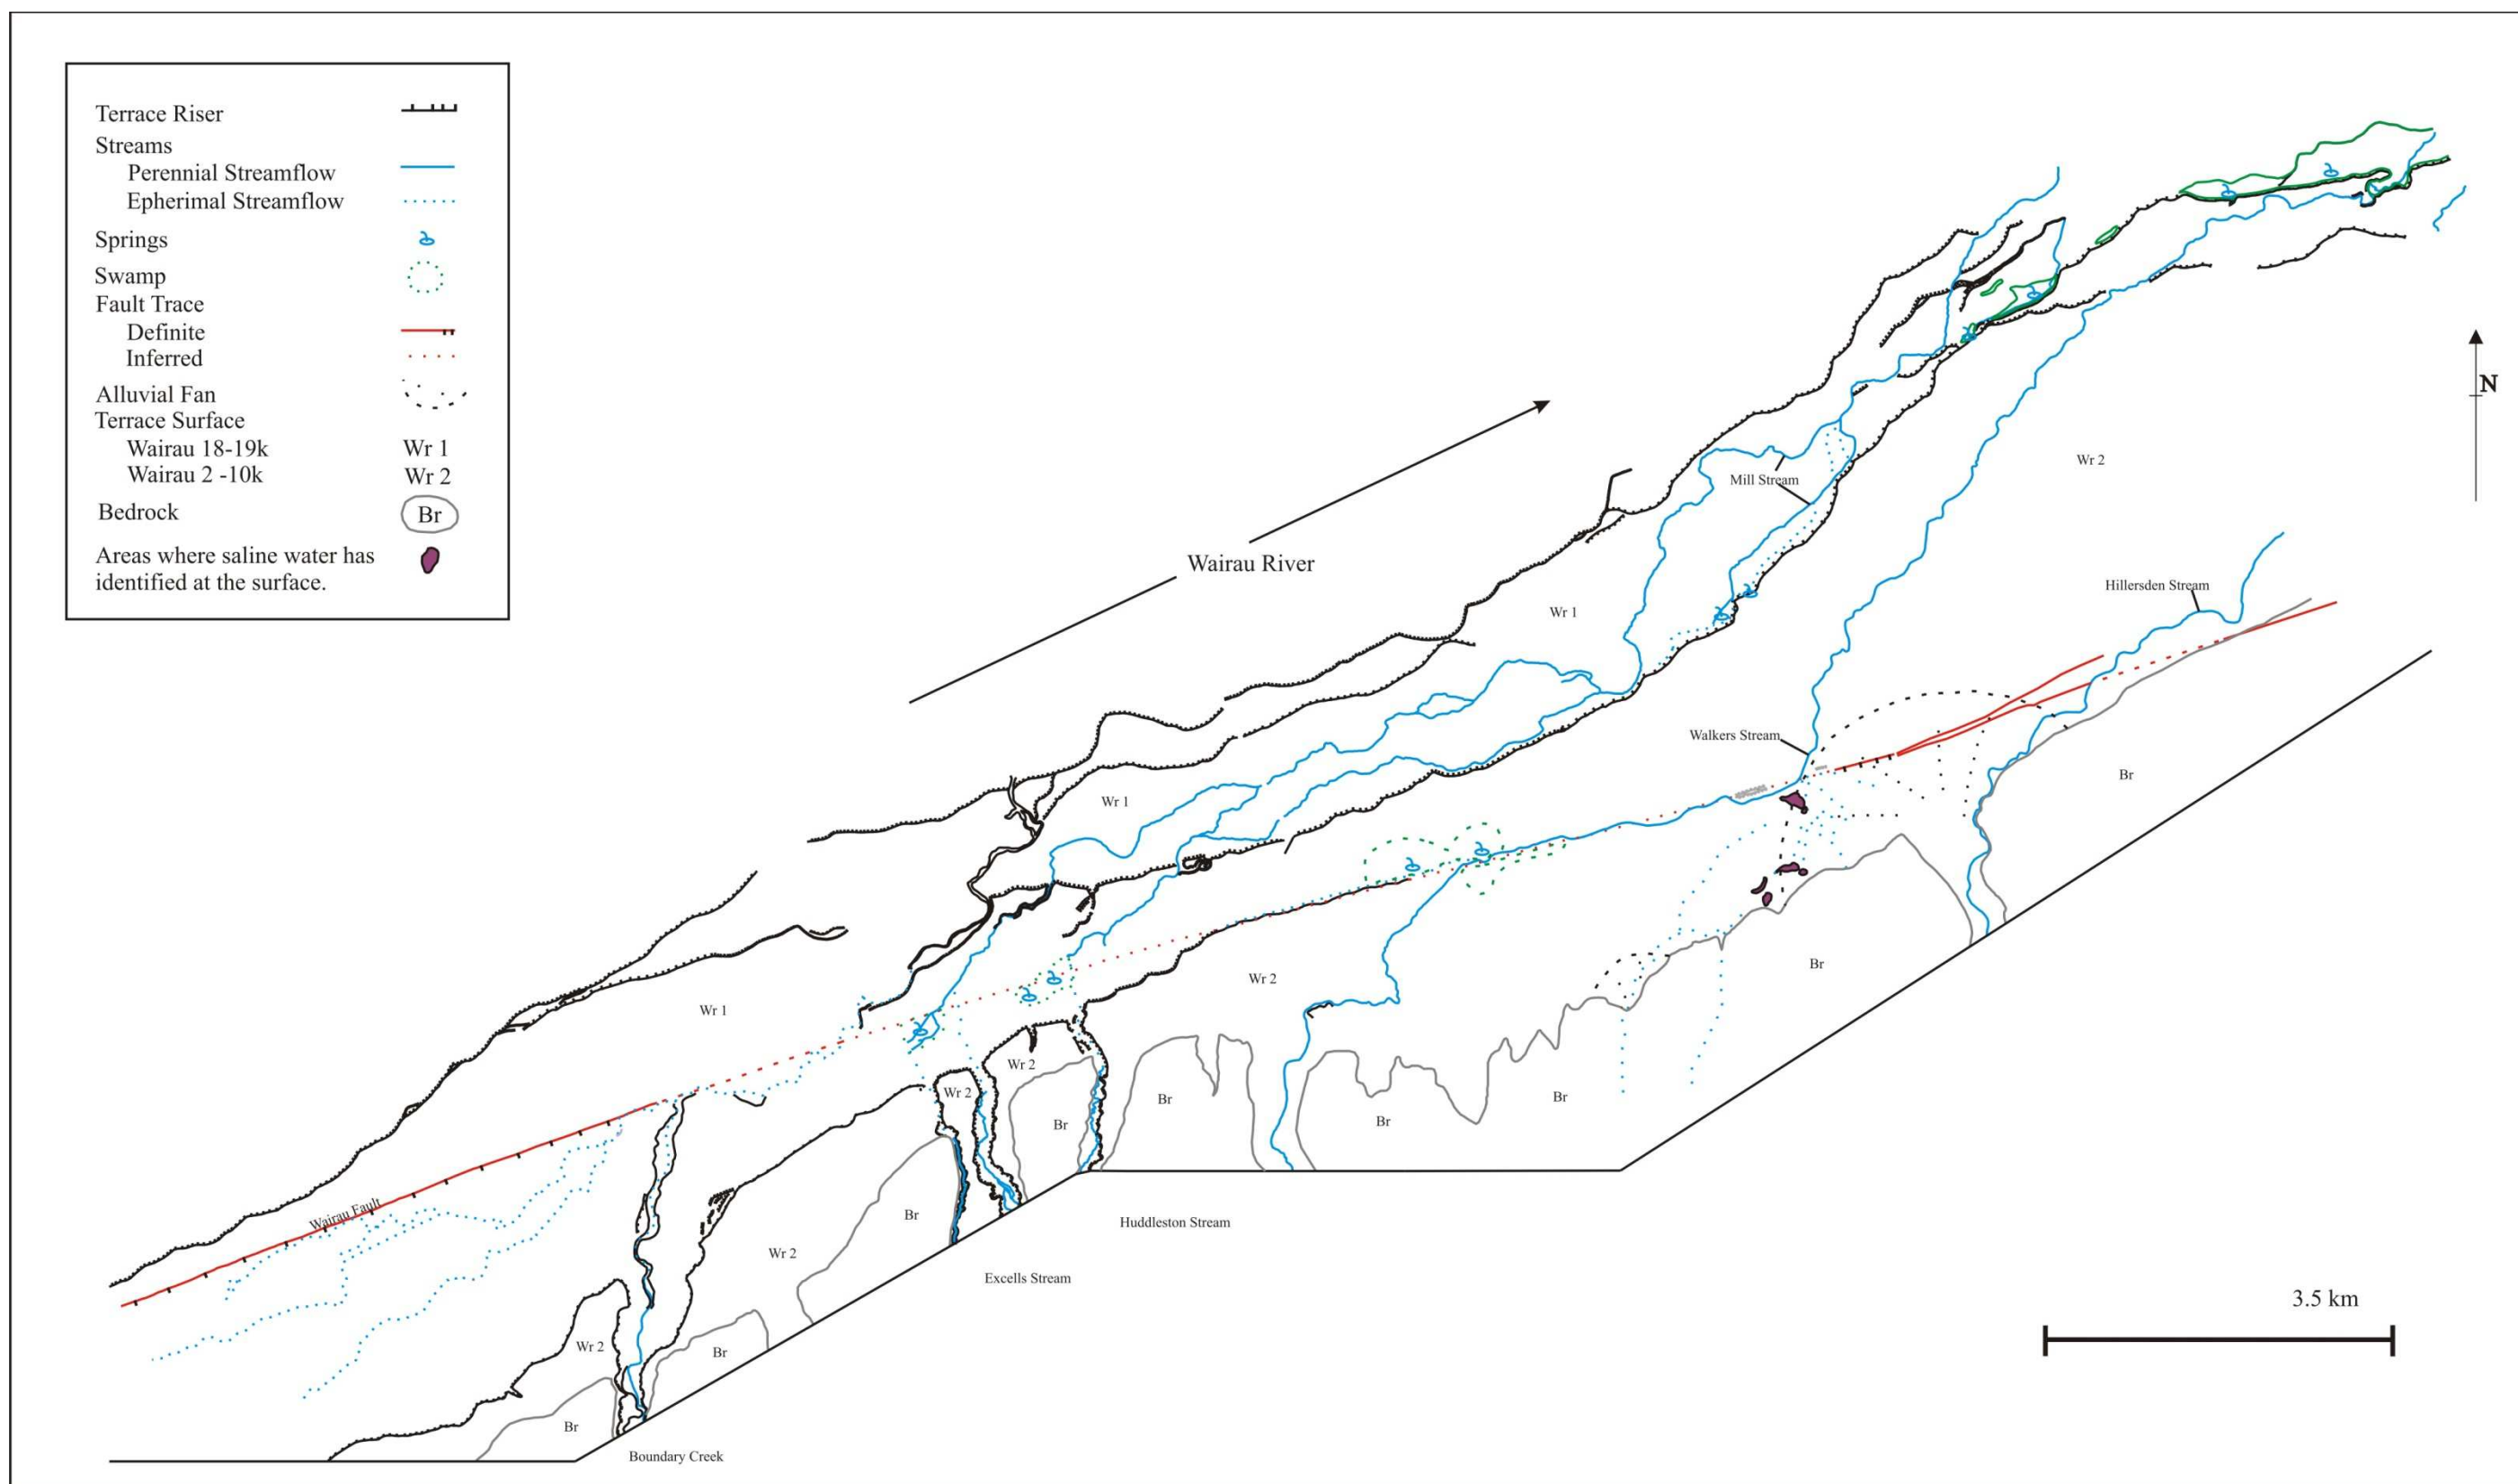 Terrace Riser
Streams
Perennial Streamflow
Epherimal Streamflow
Springs
Swamp
Fault Trace
Definite
Inferred
Alluvial Fan
Terrace Surface
Wairau 18-19k Wr 1
Wairau 2 -10k Wr 2
Bedrock Br
Areas where saline water has
identified at the surface.
N
Wr 2
Mill Stream
Wairau River
Hillersden Stream
Wr 1
Walkers Stream
Br
Wr 1
Br
Wr 2
Wr 1
Wr 2
Wr 2
Br
Br
Br
Br
Wairau Fault
Br
Huddleston Stream
Wr 2
Excells Stream
3.5 km
Wr 2
Br
Br
Boundary Creek